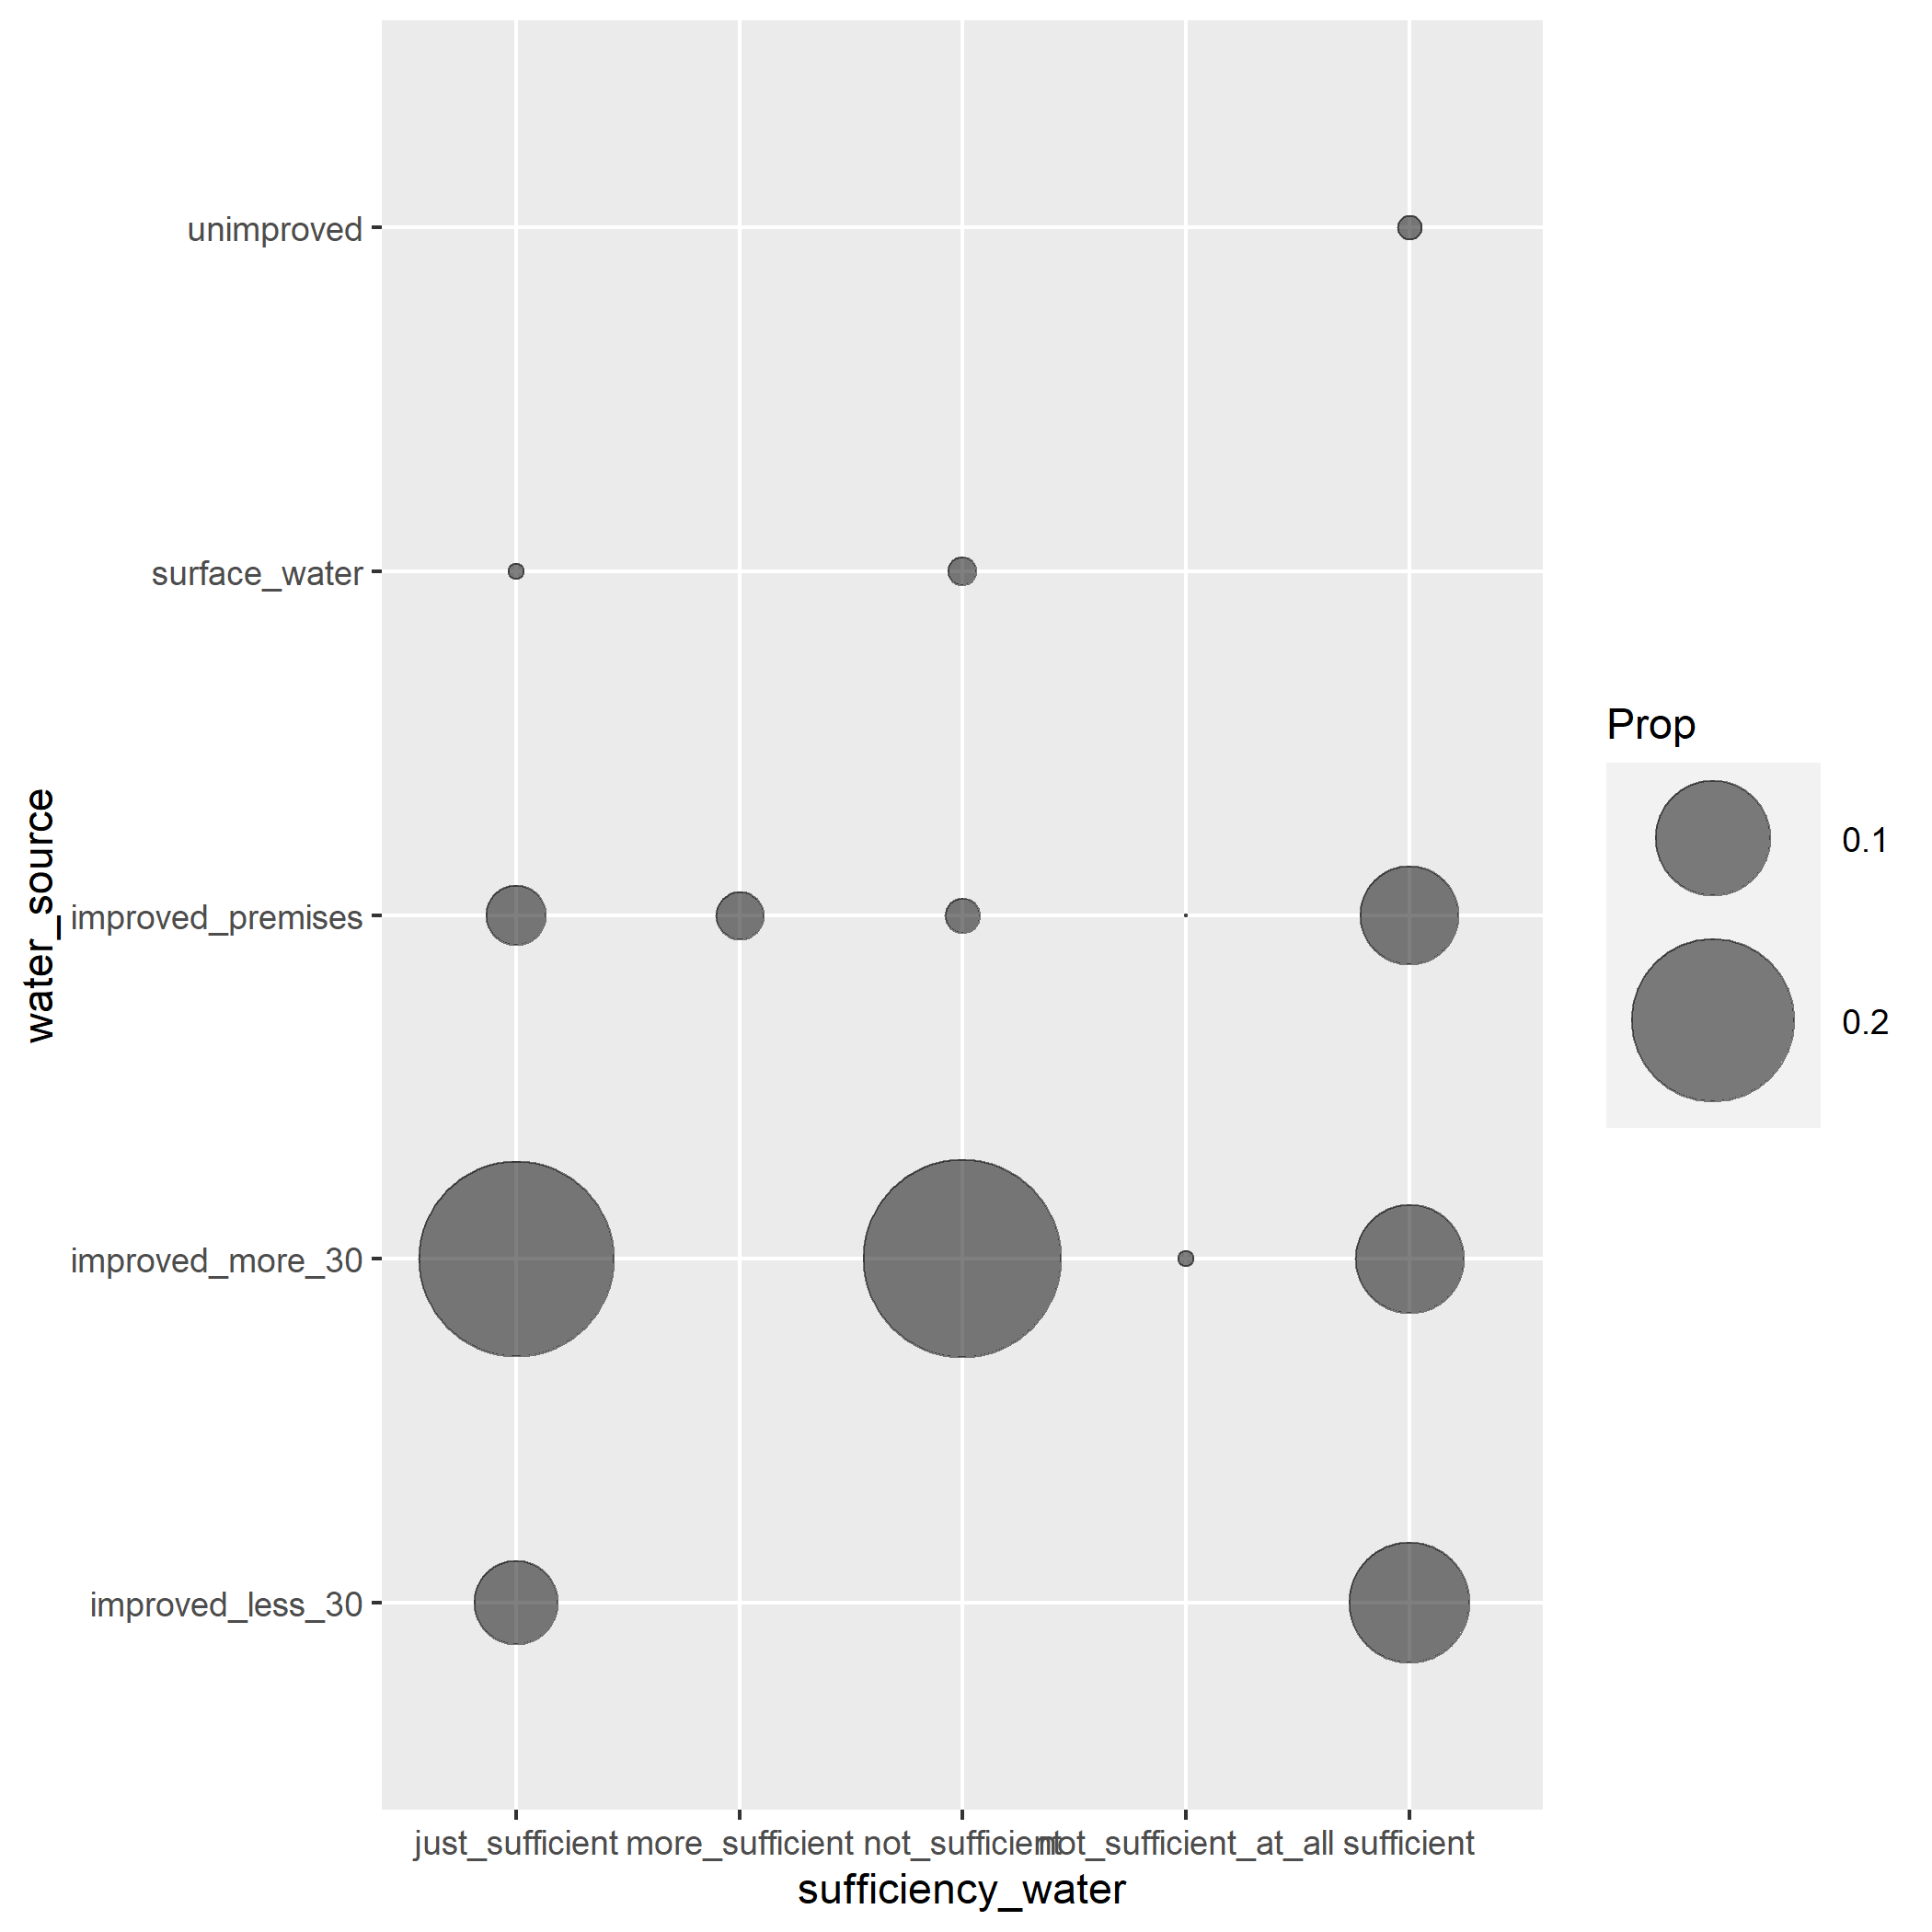 unimproved
surface_water
improved_premises
improved_more_30
improved_less_30
water_source
just_sufficient more_sufficient not_sufficient not_sufficient_at_all sufficient
sufficiency_water
Prop
0.1
0.2